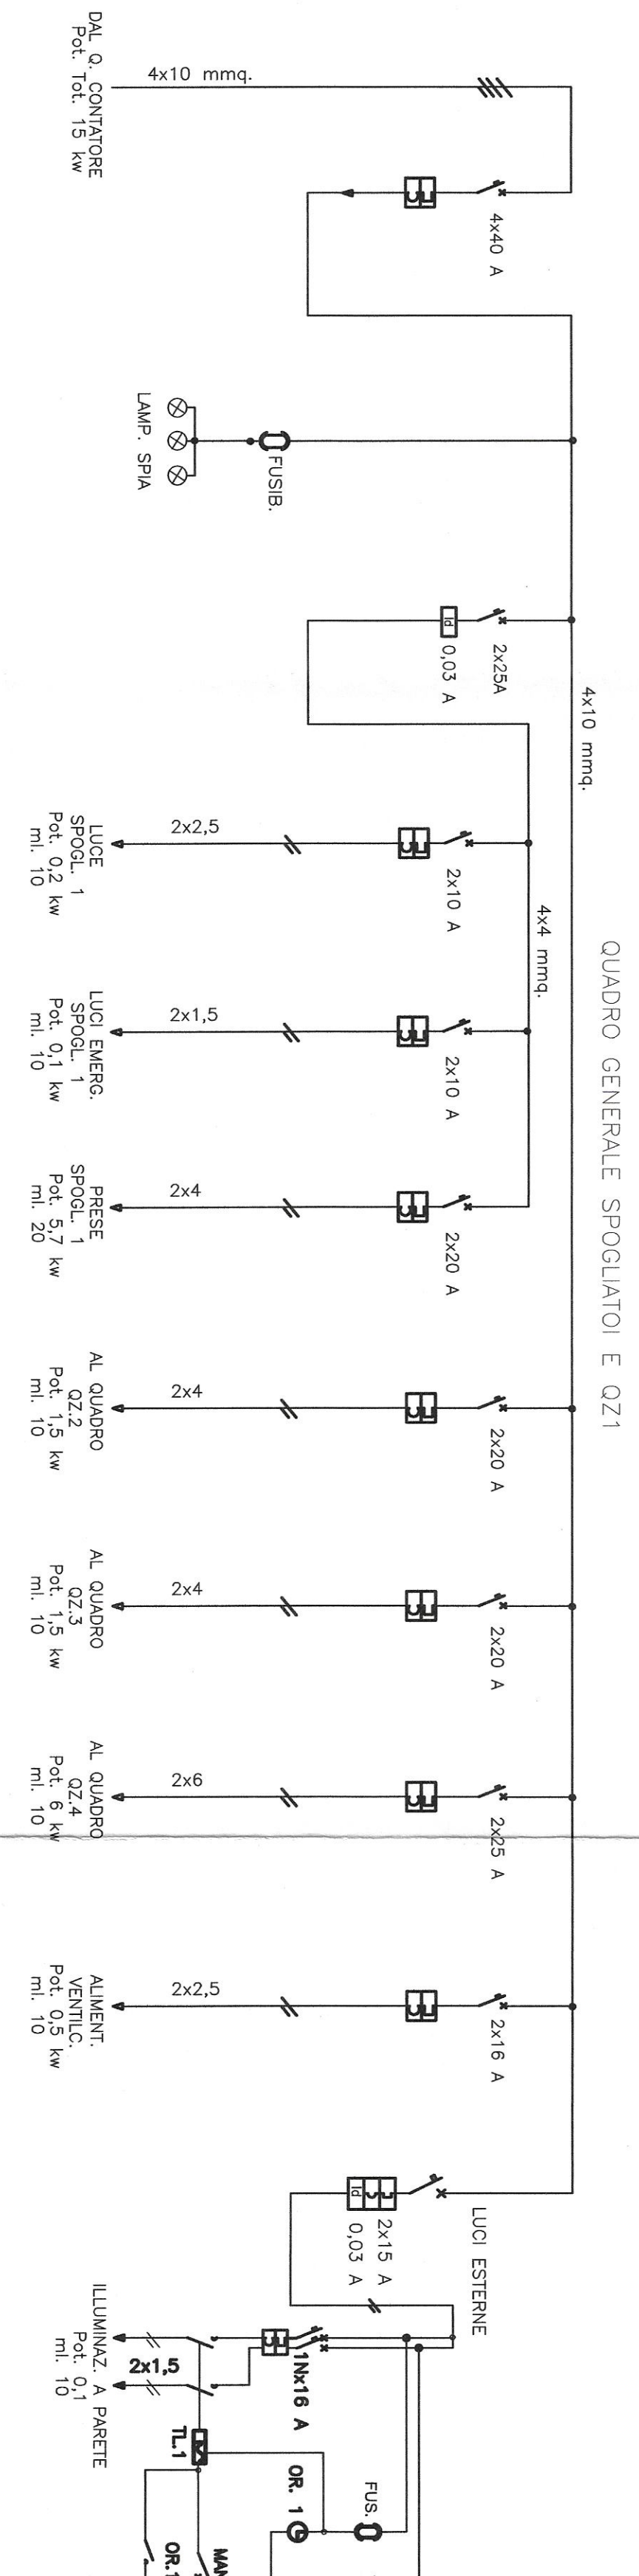 QUADRO GENERALE SPOGLIATOI E QZ1
DAL Q. CONTATORE
Pot. Tot. 15 kw
4x10 mmq.
4x40 A
LAMP. SPIA
FUSIB.
4x10 mmq.
2x25A
Id
0,03 A
4x4 mmq.
2x10 A
2x2,5
LUCE
SPOGL. 1
Pot. 0,2 kw
ml. 10
2x10 A
2x1,5
LUCI EMERG.
SPOGL. 1
Pot. 0,1 kw
ml. 10
2x20 A
2x4
PRESE
SPOGL. 1
Pot. 5,7 kw
ml. 20
2x20 A
2x4
AL QUADRO
QZ.2
Pot. 1,5 kw
ml. 10
2x20 A
2x4
AL QUADRO
QZ.3
Pot. 1,5 kw
ml. 10
2x25 A
2x6
AL QUADRO
QZ.4
Pot. 6 kw
ml. 10
2x16 A
2x2,5
ALIMENT.
VENTILC.
Pot. 0,5 kw
ml. 10
LUCI ESTERNE
Id
2x15 A
0,03 A
1Nx16 A
2x1,5
ILLUMINAZ. A PARETE
Pot. 0,1
ml. 10
TL.1
OR. 1
FUS.
OR.1
MAN